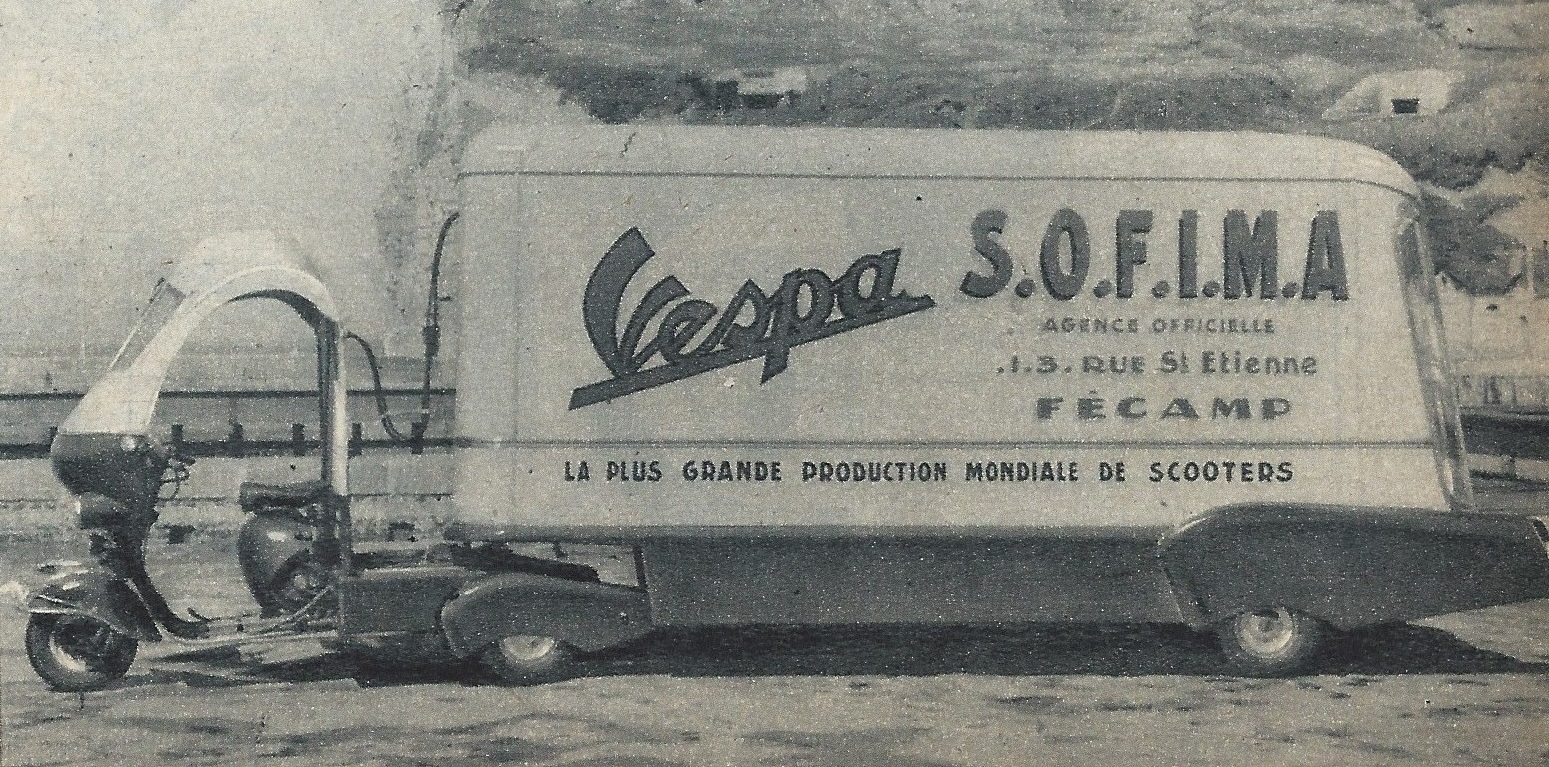 Vespa
S.O.F.I.M.A
AGENCE OFFICIELLE
.1.3. RUE St Etienne
FÉCAMP
LA PLUS GRANDE PRODUCTION MONDIALE DE SCOOTERS